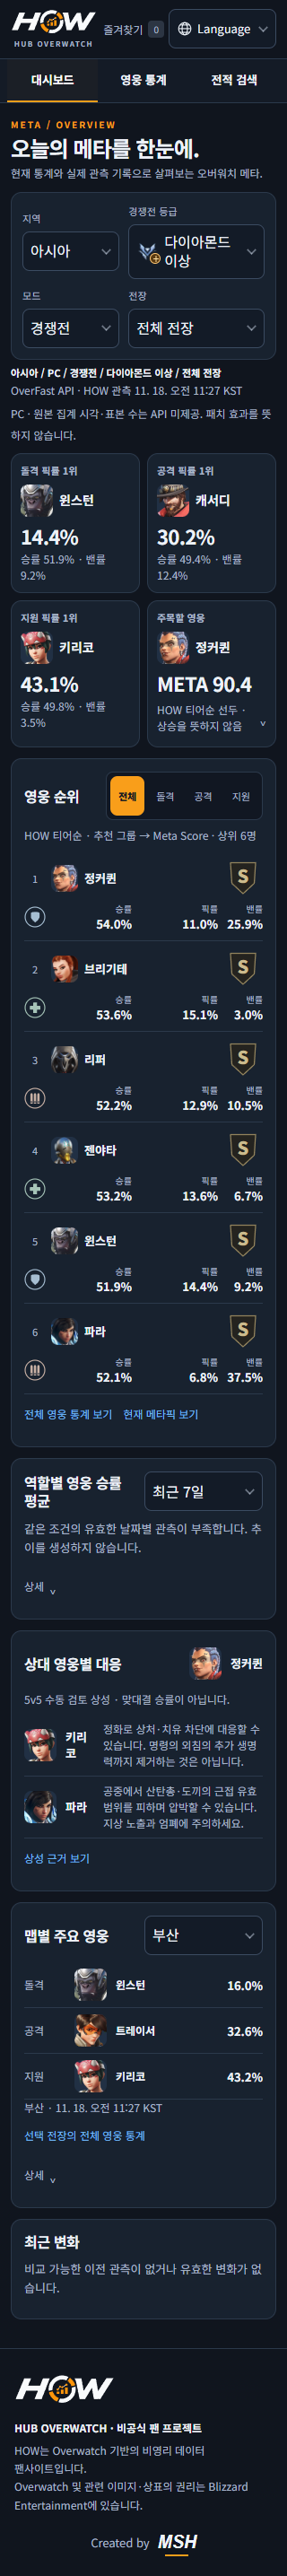 HOW
HUB OVERWATCH
즐겨찾기 0
Language
대시보드 영웅 통계 전적 검색
META / OVERVIEW
오늘의 메타를 한눈에.
현재 통계와 실제 관측 기록으로 살펴보는 오버워치 메타.
지역 경쟁전 등급
아시아 다이아몬드
이상
모드 전장
경쟁전 전체 전장
아시아 / PC / 경쟁전 / 다이아몬드 이상 / 전체 전장
OverFast API · HOW 관측 11. 18. 오전 11:27 KST
PC · 원본 집계 시각·표본 수는 API 미제공. 패치 효과를 뜻
하지 않습니다.
돌격 픽률 1위
윈스턴
14.4%
승률 51.9% · 밴률
9.2%
공격 픽률 1위
캐서디
30.2%
승률 49.4% · 밴률
12.4%
지원 픽률 1위
키리코
43.1%
승률 49.8% · 밴률
3.5%
주목할 영웅
정커퀸
META 90.4
HOW 티어순 선두 ·
상승을 뜻하지 않음
영웅 순위
전체 돌격 공격 지원
HOW 티어순 · 추천 그룹 → Meta Score · 상위 6명
1 정커퀸 S
승률 픽률 밴률
54.0% 11.0% 25.9%
2 브리기테 S
승률 픽률 밴률
53.6% 15.1% 3.0%
3 리퍼 S
승률 픽률 밴률
52.2% 12.9% 10.5%
4 젠야타 S
승률 픽률 밴률
53.2% 13.6% 6.7%
5 윈스턴 S
승률 픽률 밴률
51.9% 14.4% 9.2%
6 파라 S
승률 픽률 밴률
52.1% 6.8% 37.5%
전체 영웅 통계 보기 현재 메타픽 보기
역할별 영웅 승률
평균
최근 7일
같은 조건의 유효한 날짜별 관측이 부족합니다. 추
이를 생성하지 않습니다.
상세
상대 영웅별 대응 정커퀸
5v5 수동 검토 상성 · 맞대결 승률이 아닙니다.
키리
코
정화로 상처·치유 차단에 대응할 수
있습니다. 명령의 외침의 추가 생명
력까지 제거하는 것은 아닙니다.
파라
공중에서 산탄총·도끼의 근접 유효
범위를 피하며 압박할 수 있습니다.
지상 노출과 엄폐에 주의하세요.
상성 근거 보기
맵별 주요 영웅 부산
돌격 윈스턴 16.0%
공격 트레이서 32.6%
지원 키리코 43.2%
부산 · 11. 18. 오전 11:27 KST
선택 전장의 전체 영웅 통계
상세
최근 변화
비교 가능한 이전 관측이 없거나 유효한 변화가 없
습니다.
HOW
HUB OVERWATCH · 비공식 팬 프로젝트
HOW는 Overwatch 기반의 비영리 데이터
팬사이트입니다.
Overwatch 및 관련 이미지·상표의 권리는 Blizzard
Entertainment에 있습니다.
Created by MSH